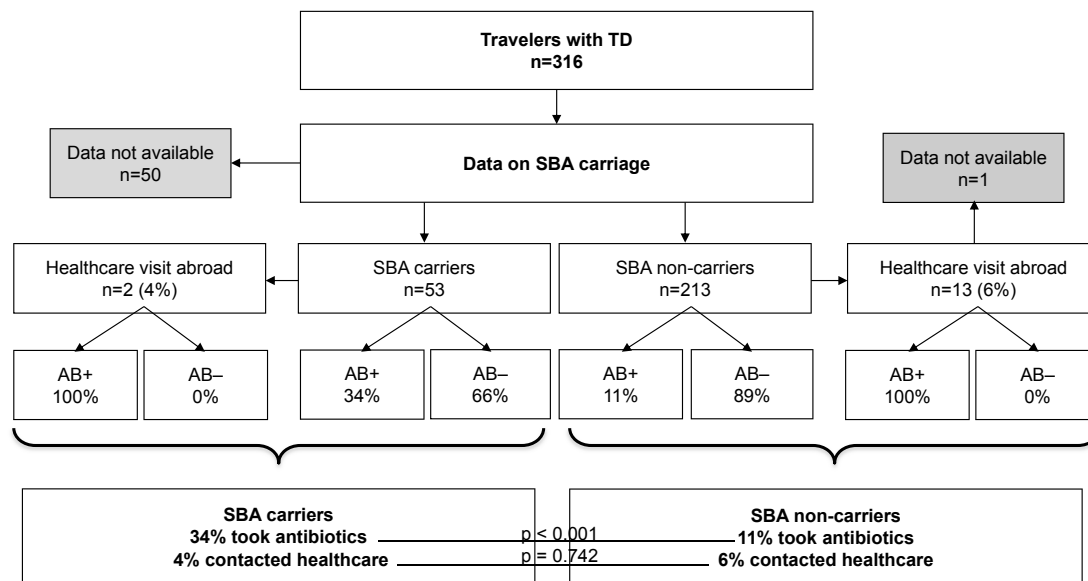 Travelers with TD
n=316
Data not available
n=50
Data on SBA carriage
Data not available
n=1
Healthcare visit abroad
n=2 (4%)
SBA carriers
n=53
SBA non-carriers
n=213
Healthcare visit abroad
n=13 (6%)
AB+
100%
AB–
0%
AB+
34%
AB–
66%
AB+
11%
AB–
89%
AB+
100%
AB–
0%
SBA carriers
34% took antibiotics
4% contacted healthcare
p < 0.001
p = 0.742
SBA non-carriers
11% took antibiotics
6% contacted healthcare